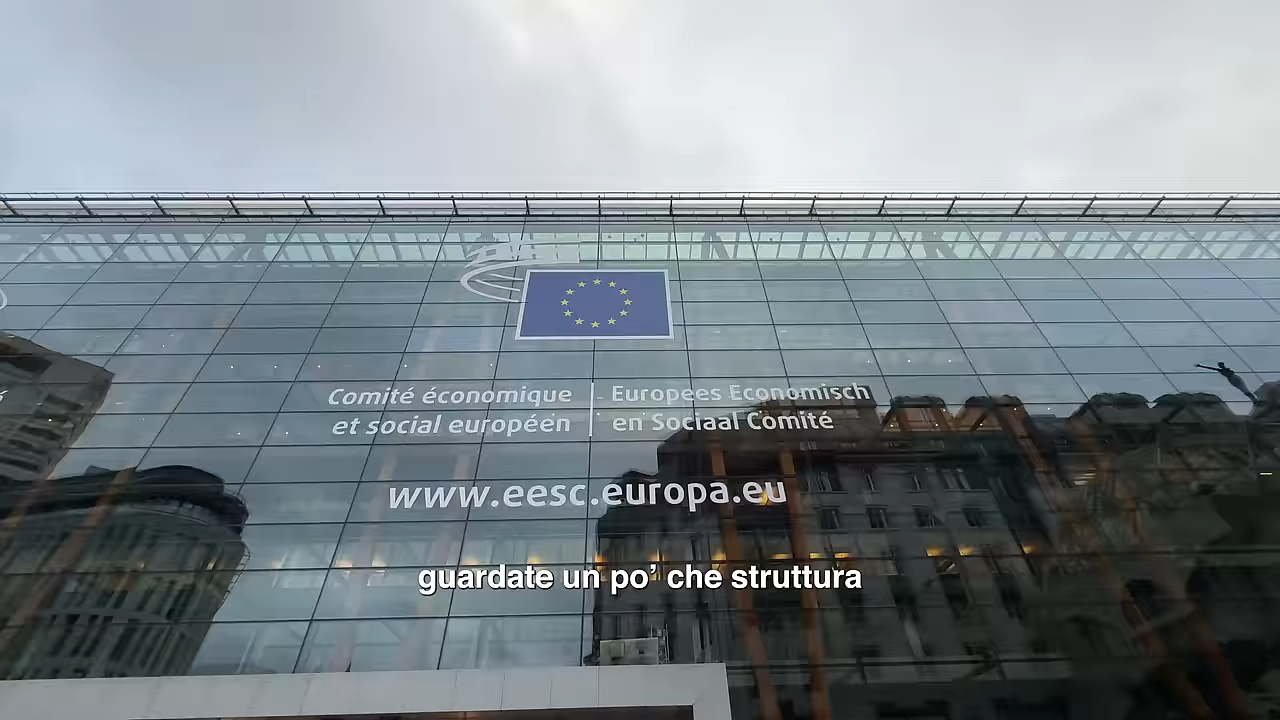 Comité économique
et social européen
Europees Economisch
en Sociaal Comité
www.eesc.europa.eu
guardate un po’ che struttura